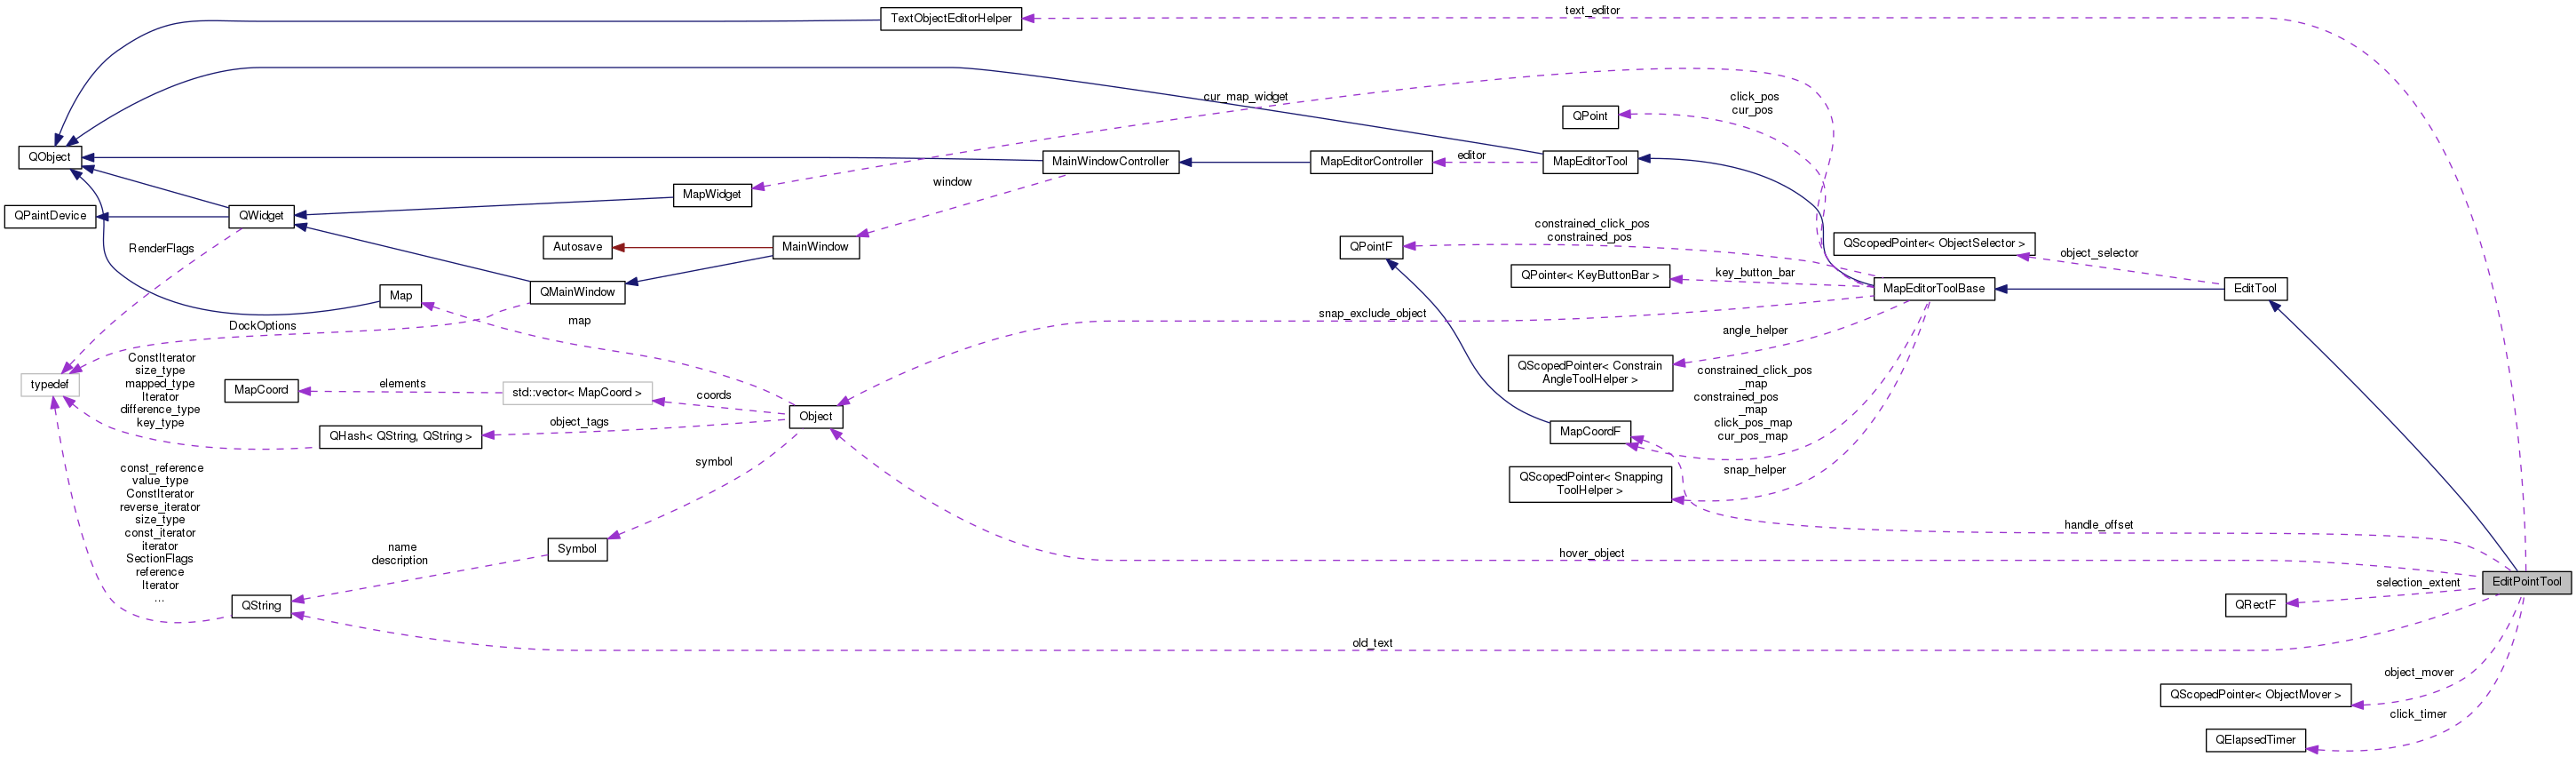 TextObjectEditorHelper
text_editor
cur_map_widget
click_pos
cur_pos
QPoint
QObject
MainWindowController
MapEditorController
editor
MapEditorTool
window
MapWidget
QPaintDevice
QWidget
RenderFlags
Autosave
MainWindow
constrained_click_pos
constrained_pos
QPointF
QScopedPointer< ObjectSelector >
object_selector
QPointer< KeyButtonBar >
key_button_bar
MapEditorToolBase
EditTool
Map
QMainWindow
DockOptions
map
snap_exclude_object
angle_helper
QScopedPointer< Constrain
AngleToolHelper >
typedef
ConstIterator
size_type
mapped_type
Iterator
difference_type
key_type
MapCoord
elements
std::vector< MapCoord >
coords
Object
object_tags
QHash< QString, QString >
constrained_click_pos
_map
constrained_pos
_map
click_pos_map
cur_pos_map
MapCoordF
symbol
snap_helper
QScopedPointer< Snapping
ToolHelper >
const_reference
value_type
ConstIterator
reverse_iterator
size_type
const_iterator
iterator
SectionFlags
reference
Iterator
...
name
description
Symbol
handle_offset
hover_object
EditPointTool
selection_extent
QRectF
QString
old_text
object_mover
QScopedPointer< ObjectMover >
click_timer
QElapsedTimer